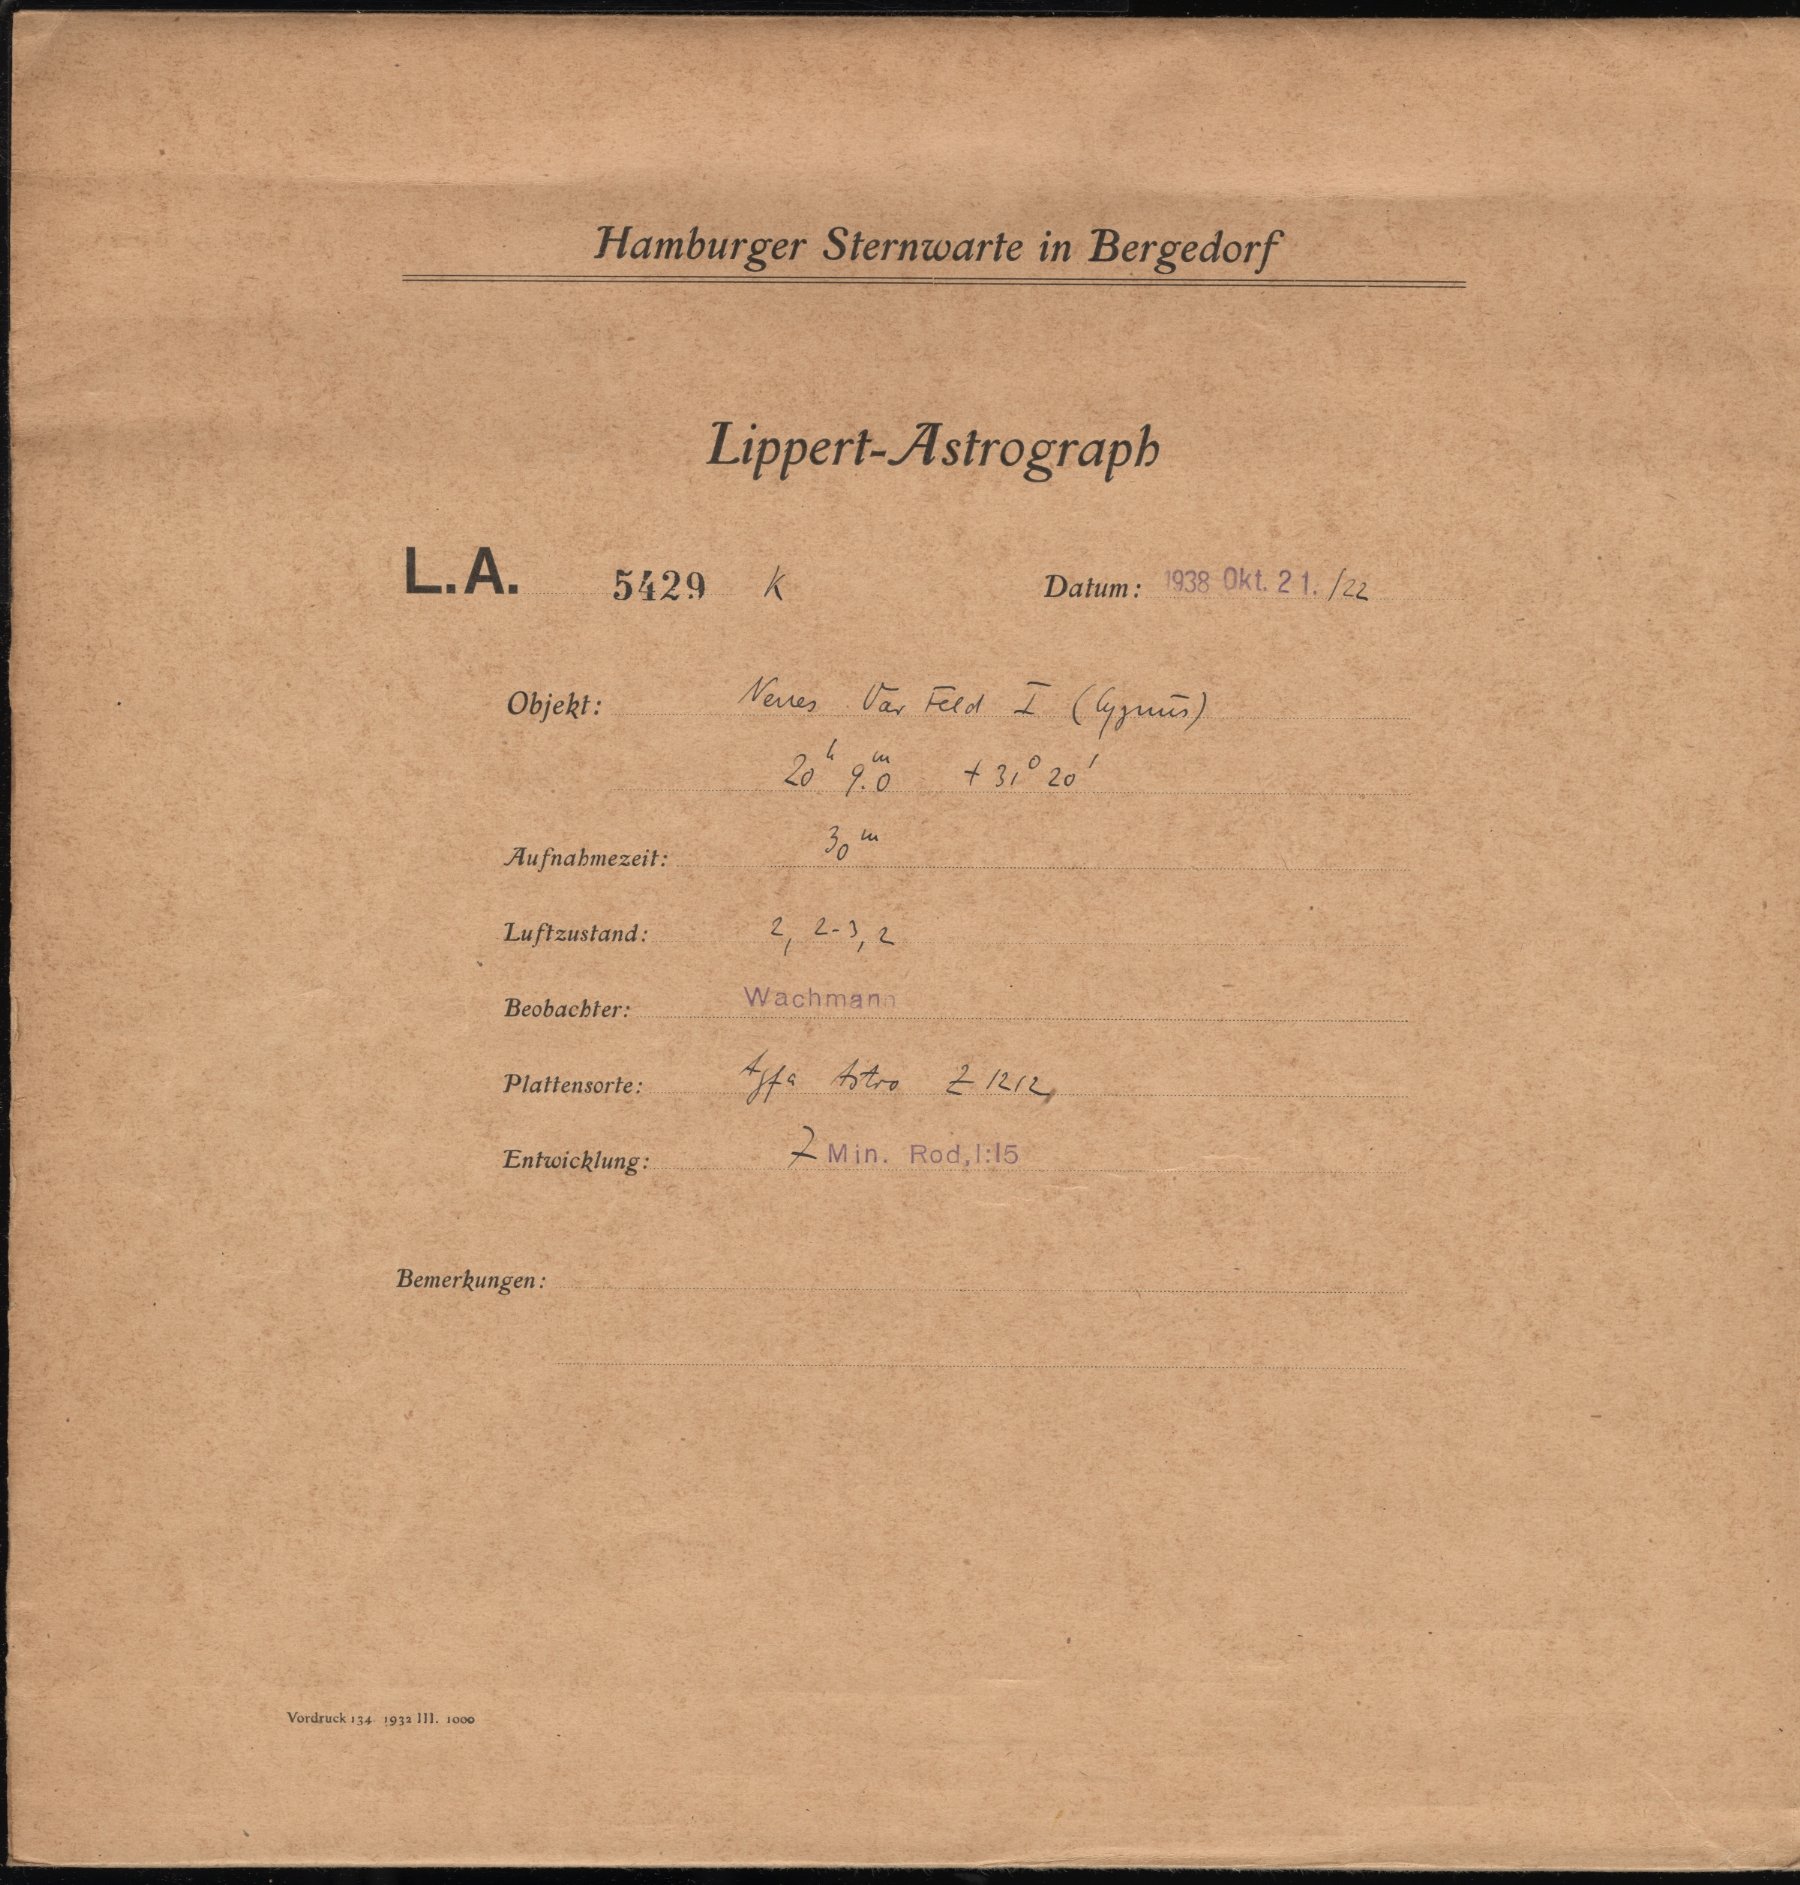 Hamburger Sternwarte in Bergedorf
Lippert-Astrograph
L.A. 5429 K Datum: 1938 Okt. 21. /22
Objekt: Neues Var Feld I (Cygnus)
20h 9.m0 + 31° 20'
Aufnahmezeit: 30m
Luftzustand: 2, 2-3, 2
Beobachter: Wachmann
Plattensorte: Agfa Astro Z 1212
Entwicklung: 7 Min. Rod, 1:15
Bemerkungen:
Vordruck 134 1932 III. 1000